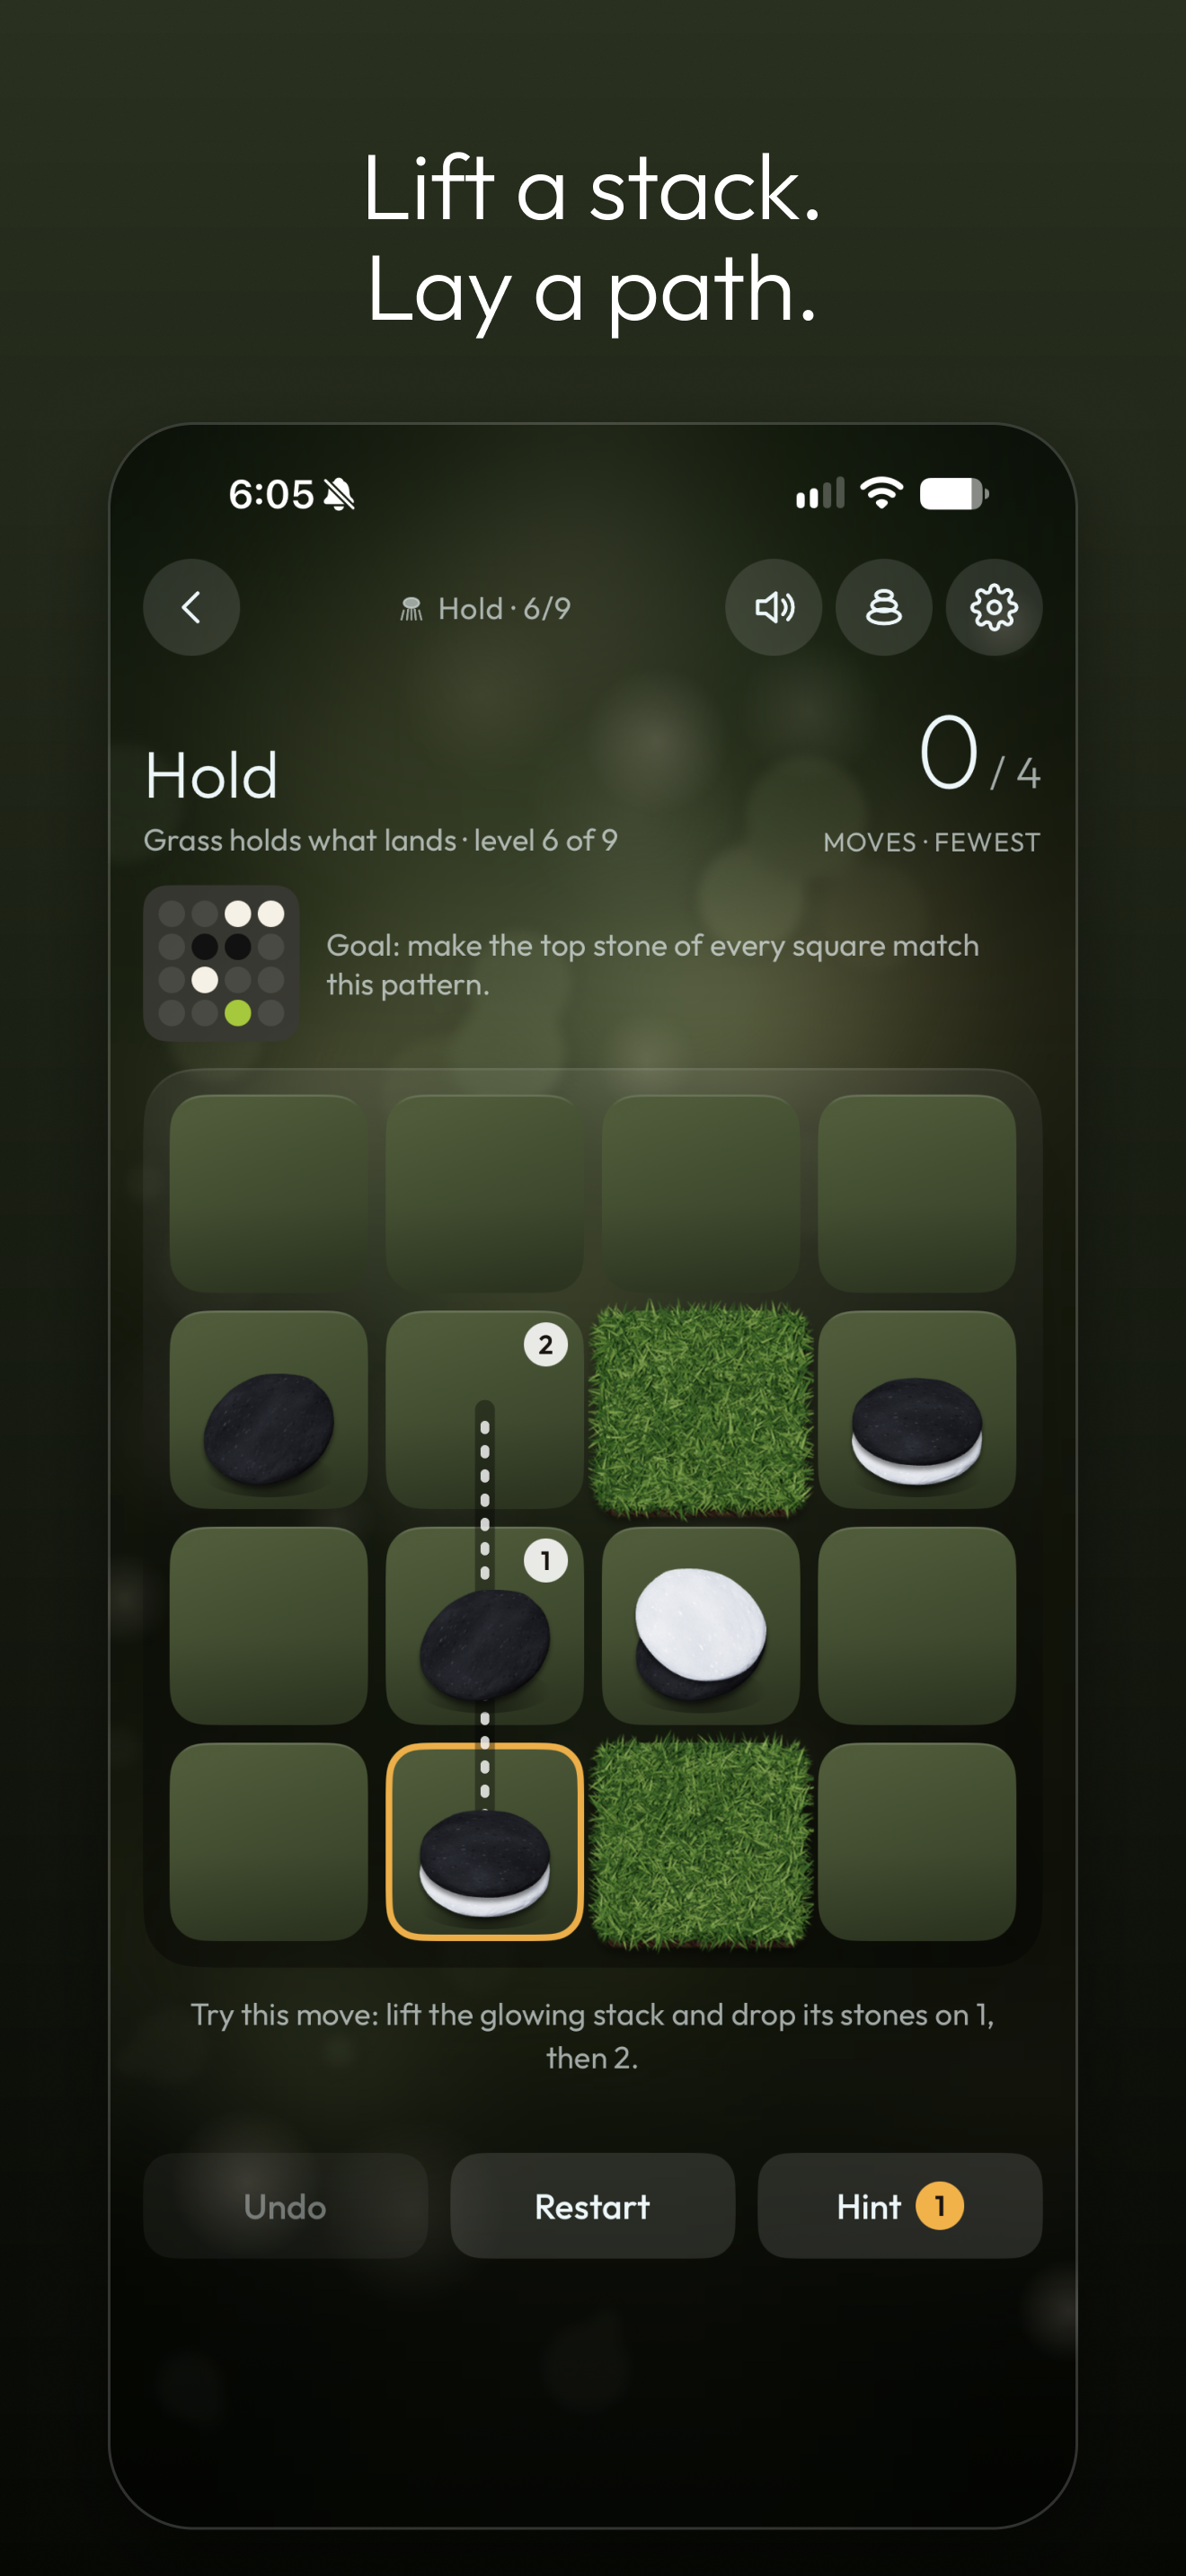 Lift a stack.
Lay a path.
6:05
Hold · 6/9
Hold
0 / 4
Grass holds what lands · level 6 of 9
MOVES · FEWEST
Goal: make the top stone of every square match
this pattern.
2
1
Try this move: lift the glowing stack and drop its stones on 1,
then 2.
Undo
Restart
Hint 1